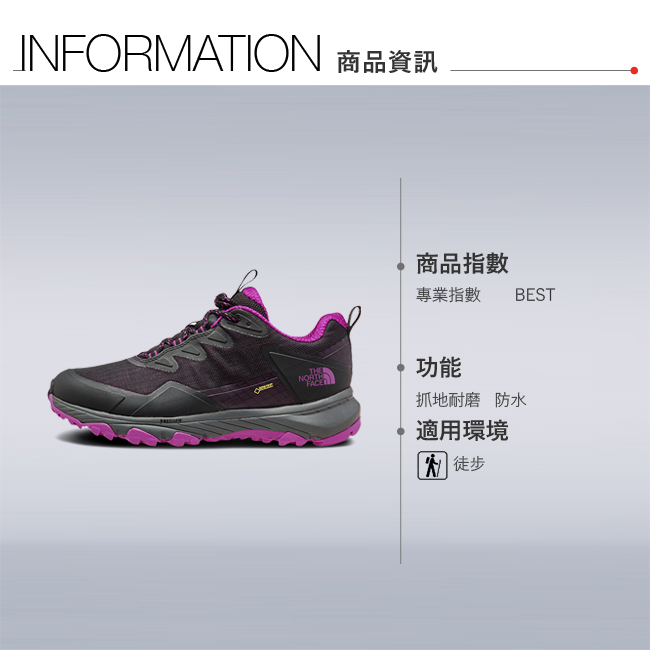 INFORMATION 商品資訊
商品指數
專業指數 BEST
功能
抓地耐磨 防水
適用環境
徒步
THE
NORTH
FACE